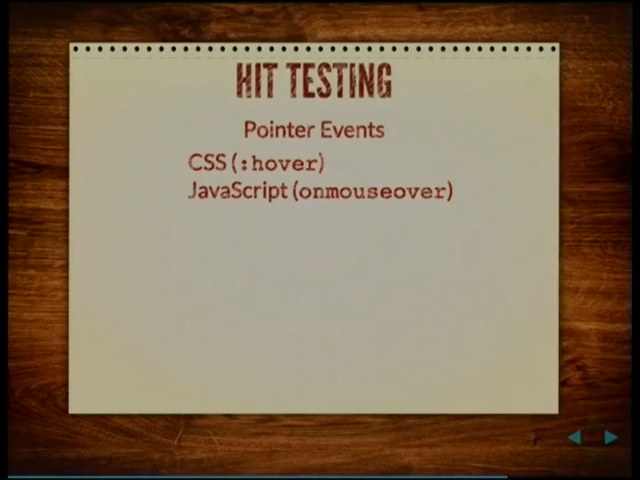 HIT TESTING
Pointer Events
CSS (:hover)
JavaScript (onmouseover)